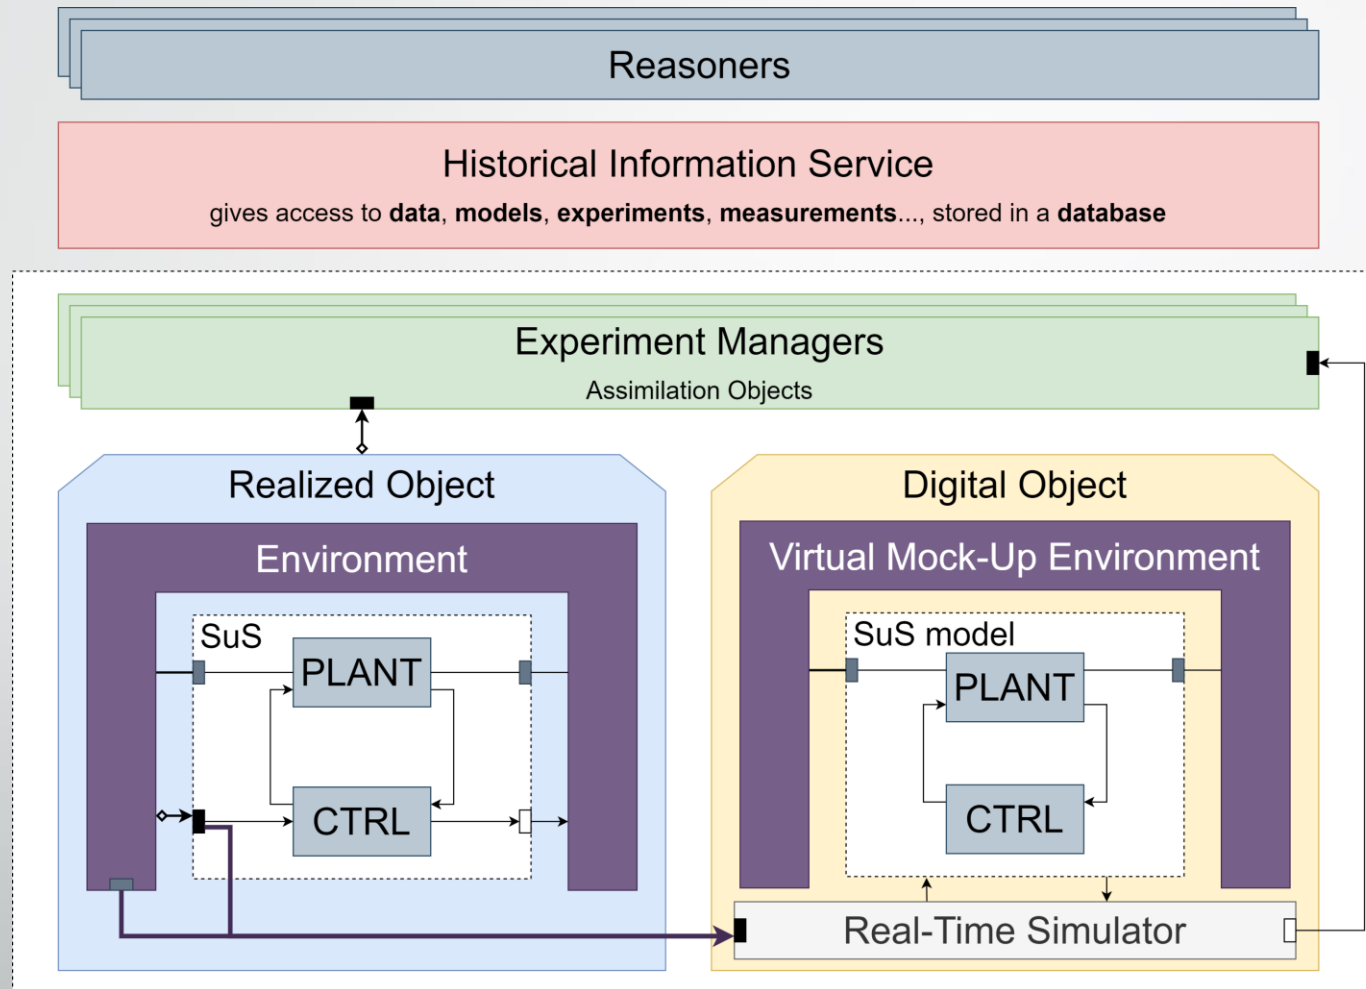 Reasoners
Historical Information Service
gives access to data, models, experiments, measurements..., stored in a database
Experiment Managers
Assimilation Objects
Realized Object
Environment
SuS
PLANT
CTRL
Digital Object
Virtual Mock-Up Environment
SuS model
PLANT
CTRL
Real-Time Simulator